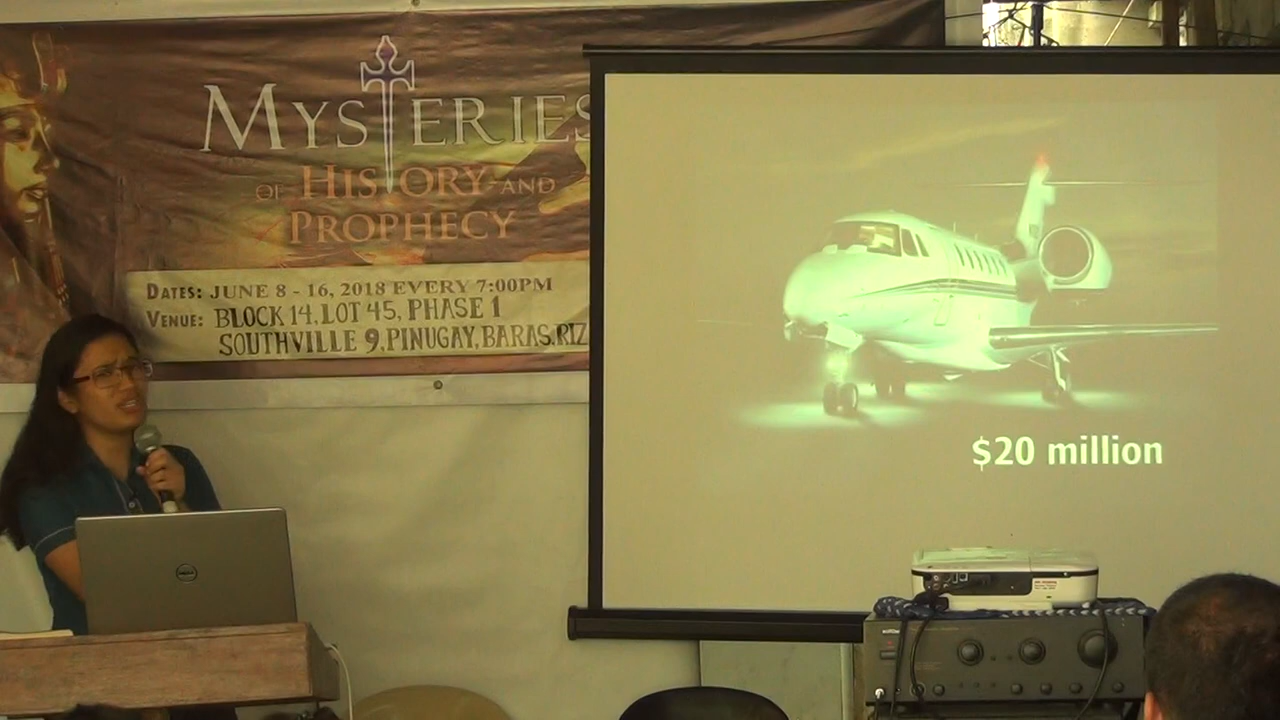 MYSTERIES
OF HISTORY AND
PROPHECY
DATES: JUNE 8 - 16, 2018 EVERY 7:00PM
VENUE: BLOCK 14, LOT 45, PHASE 1
SOUTHVILLE 9, PINUGAY, BARAS, RIZ
$20 million
DELL